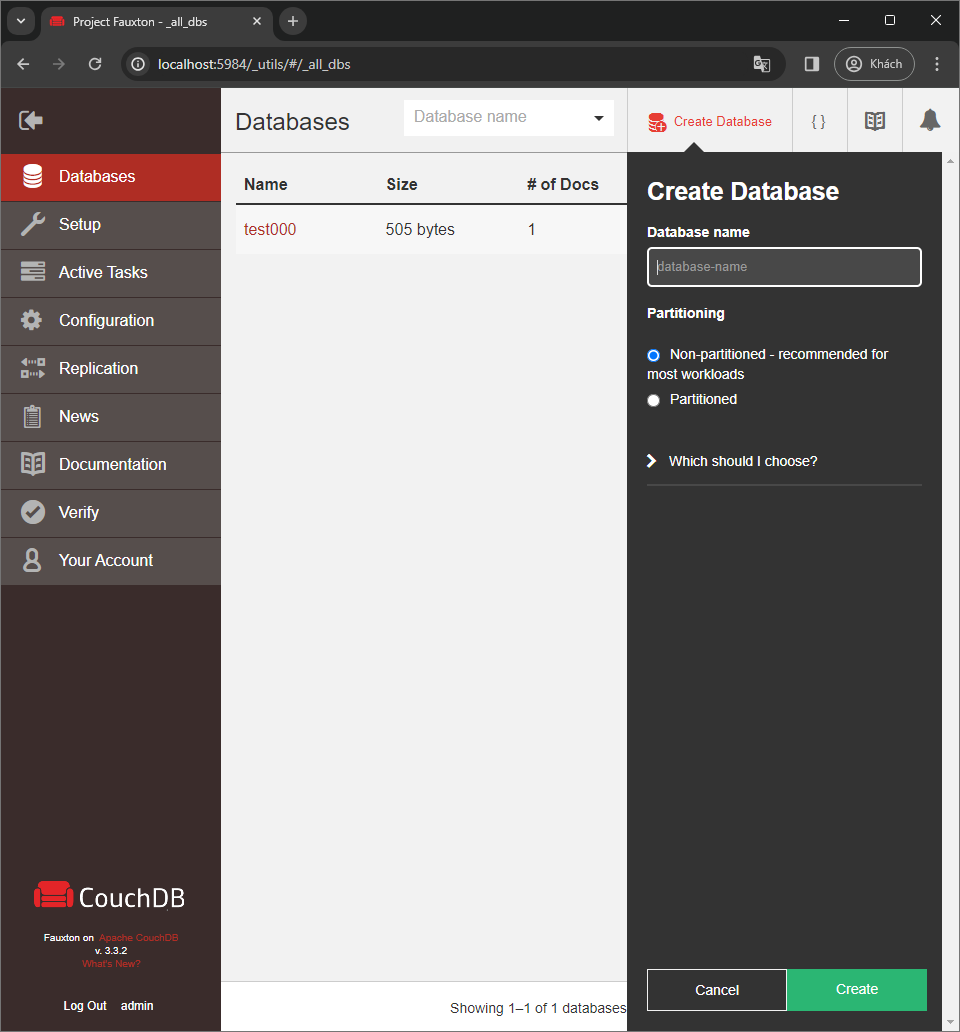 Project Fauxton - _all_dbs
localhost:5984/_utils/#/_all_dbs
Khách
Databases
Database name
Create Database
{ }
Databases
Setup
Active Tasks
Configuration
Replication
News
Documentation
Verify
Your Account
Name Size # of Docs
test000 505 bytes 1
Create Database
Database name
database-name
Partitioning
Non-partitioned - recommended for
most workloads
Partitioned
Which should I choose?
CouchDB
Fauxton on Apache CouchDB
v. 3.3.2
What's New?
Log Out admin
Showing 1–1 of 1 databases
Cancel
Create